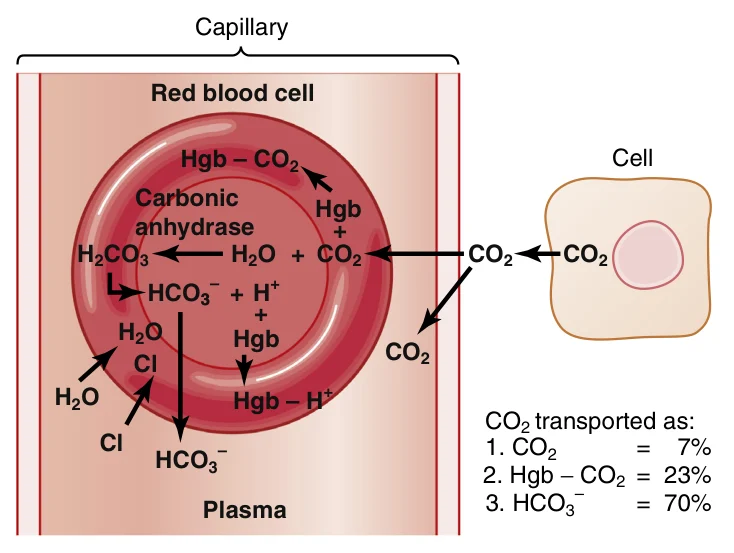 Capillary
Red blood cell
Hgb – CO₂
Cell
Carbonic
anhydrase
Hgb
+
H₂CO₃ H₂O + CO₂ CO₂ CO₂
HCO₃⁻ + H⁺
+
H₂O
Hgb
CO₂
Cl
H₂O
Hgb – H⁺
Cl
HCO₃⁻
Plasma
CO₂ transported as:
1. CO₂ = 7%
2. Hgb – CO₂ = 23%
3. HCO₃⁻ = 70%